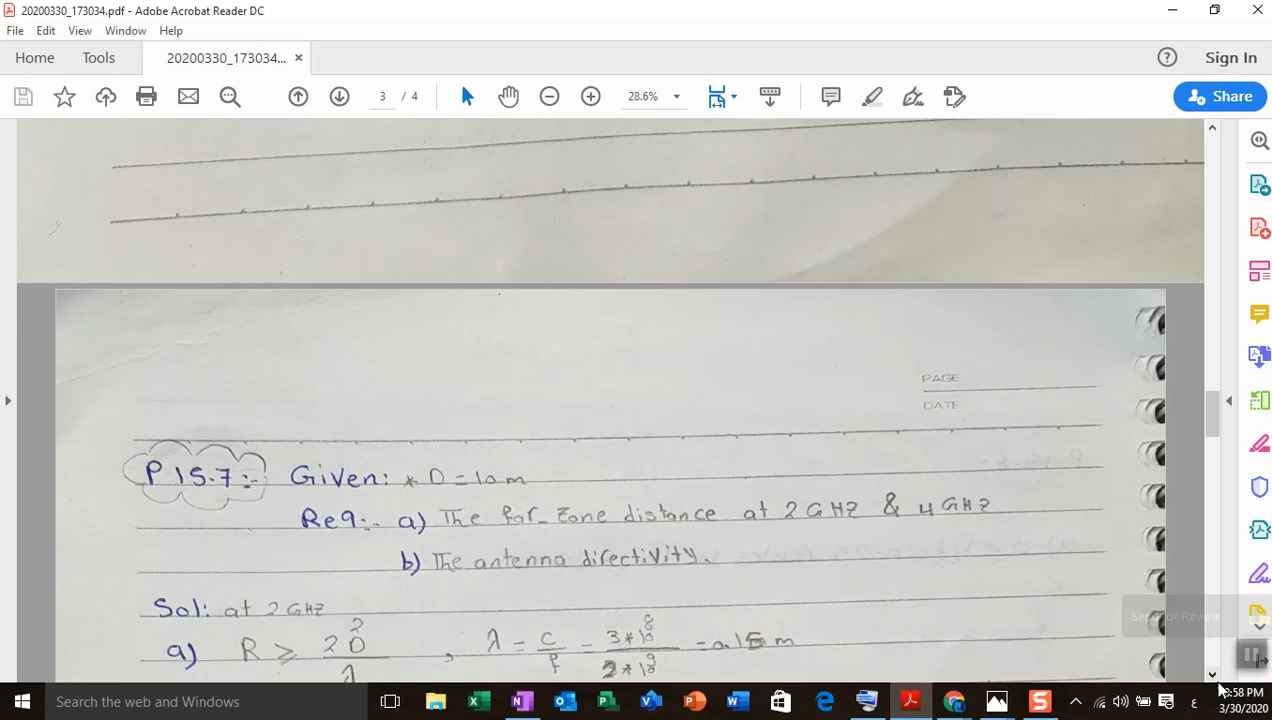 20200330_173034.pdf - Adobe Acrobat Reader DC
File Edit View Window Help
Home Tools 20200330_173034... × Sign In
3 / 4 28.6% Share
PAGE
DATE
P 15.7:- Given: * D = 10 m
Req:- a) The far-zone distance at 2 GHZ & 4 GHZ
b) The antenna directivity.
Sol: at 2 GHZ
a) R ≥ 2D²/λ , λ = c/f = 3*10⁸/2*10⁹ = 0.15 m
Search the web and Windows
3:58 PM
ع
3/30/2020